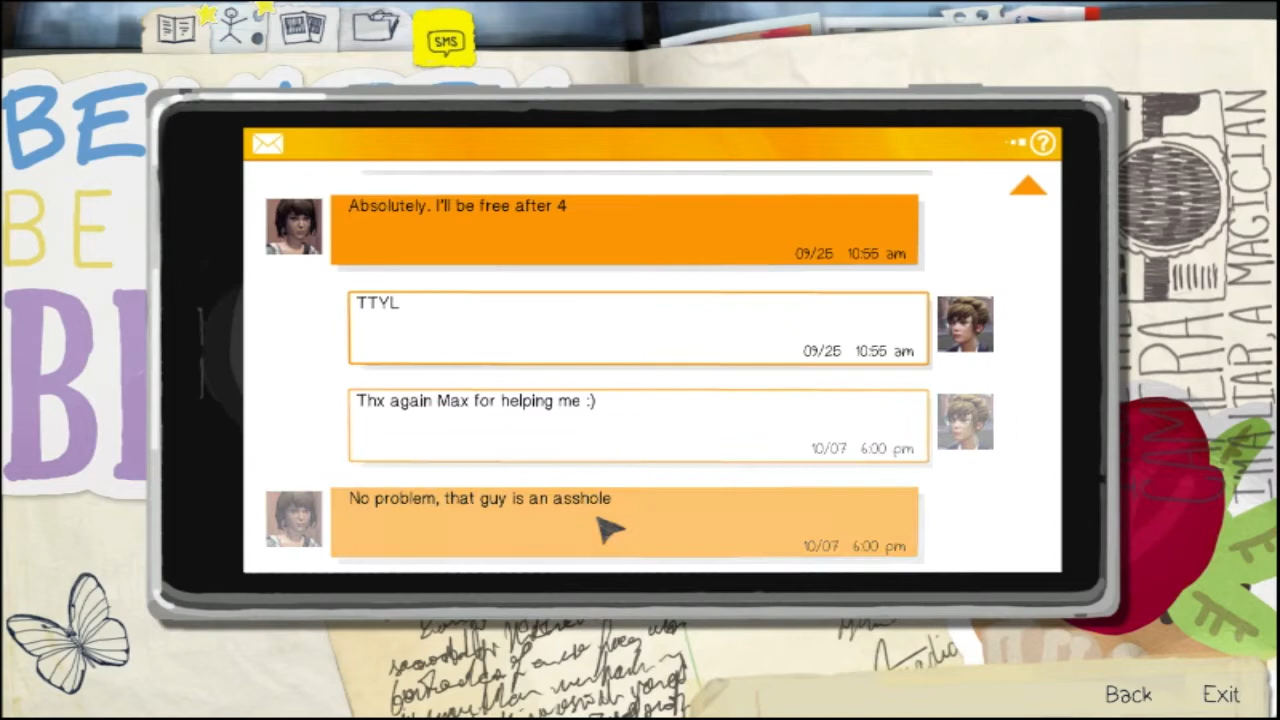 SMS
BE
BE
?
Absolutely. I'll be free after 4
09/25 10:55 am
TTYL
09/25 10:55 am
Thx again Max for helping me :)
10/07 6:00 pm
No problem, that guy is an asshole
10/07 6:00 pm
CAMERA
LIAR, A MAGICIAN
Back Exit